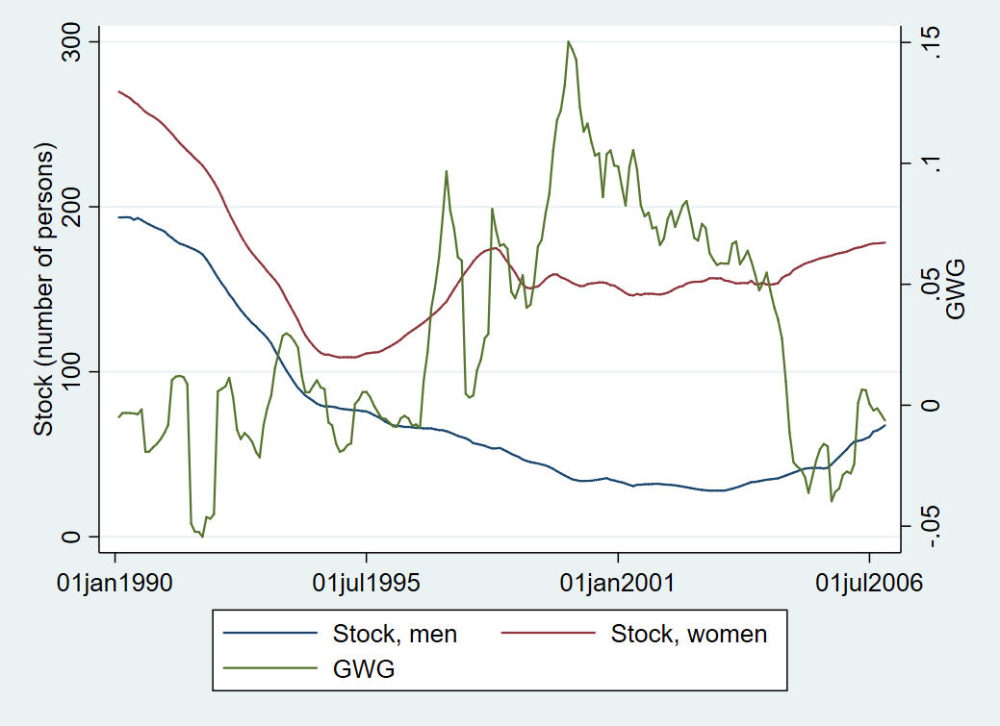 Stock (number of persons)
300
200
100
0
.15
.1
.05
0
-.05
GWG
01jan1990
01jul1995
01jan2001
01jul2006
Stock, men
Stock, women
GWG